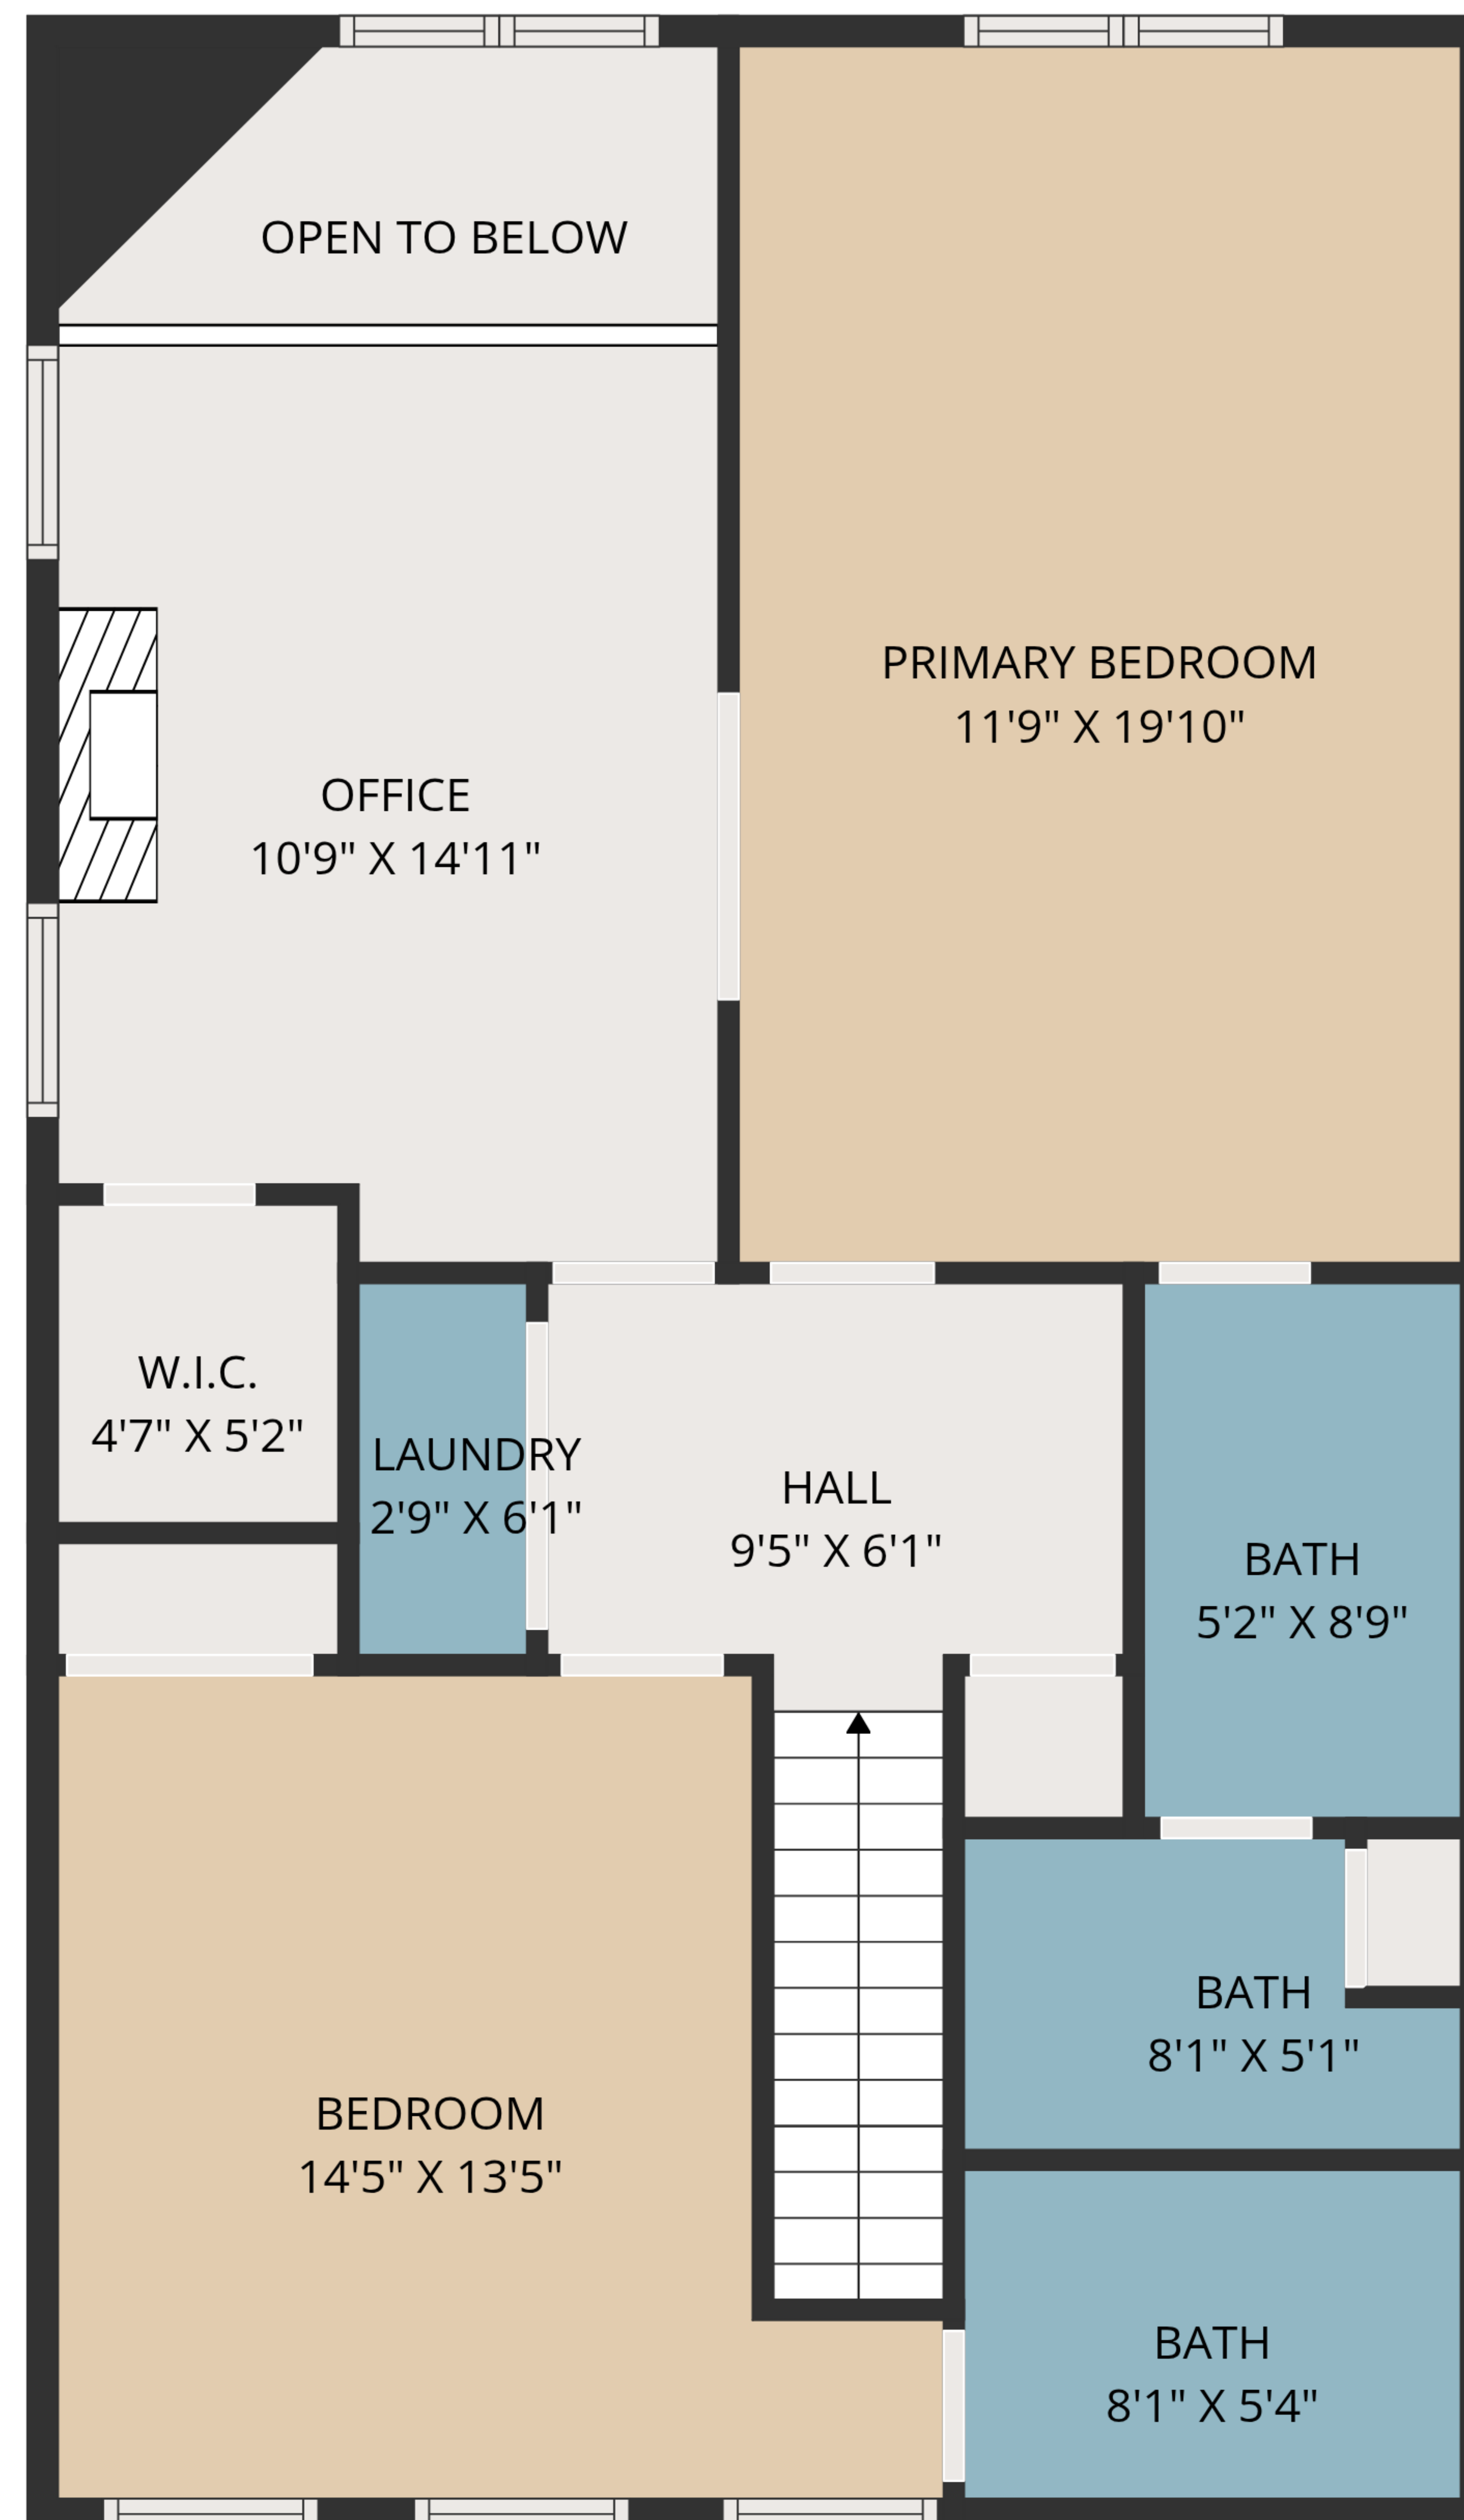 OPEN TO BELOW
PRIMARY BEDROOM
11'9" X 19'10"
OFFICE
10'9" X 14'11"
W.I.C.
4'7" X 5'2"
LAUNDRY
2'9" X 6'1"
HALL
9'5" X 6'1"
BATH
5'2" X 8'9"
BATH
8'1" X 5'1"
BEDROOM
14'5" X 13'5"
BATH
8'1" X 5'4"